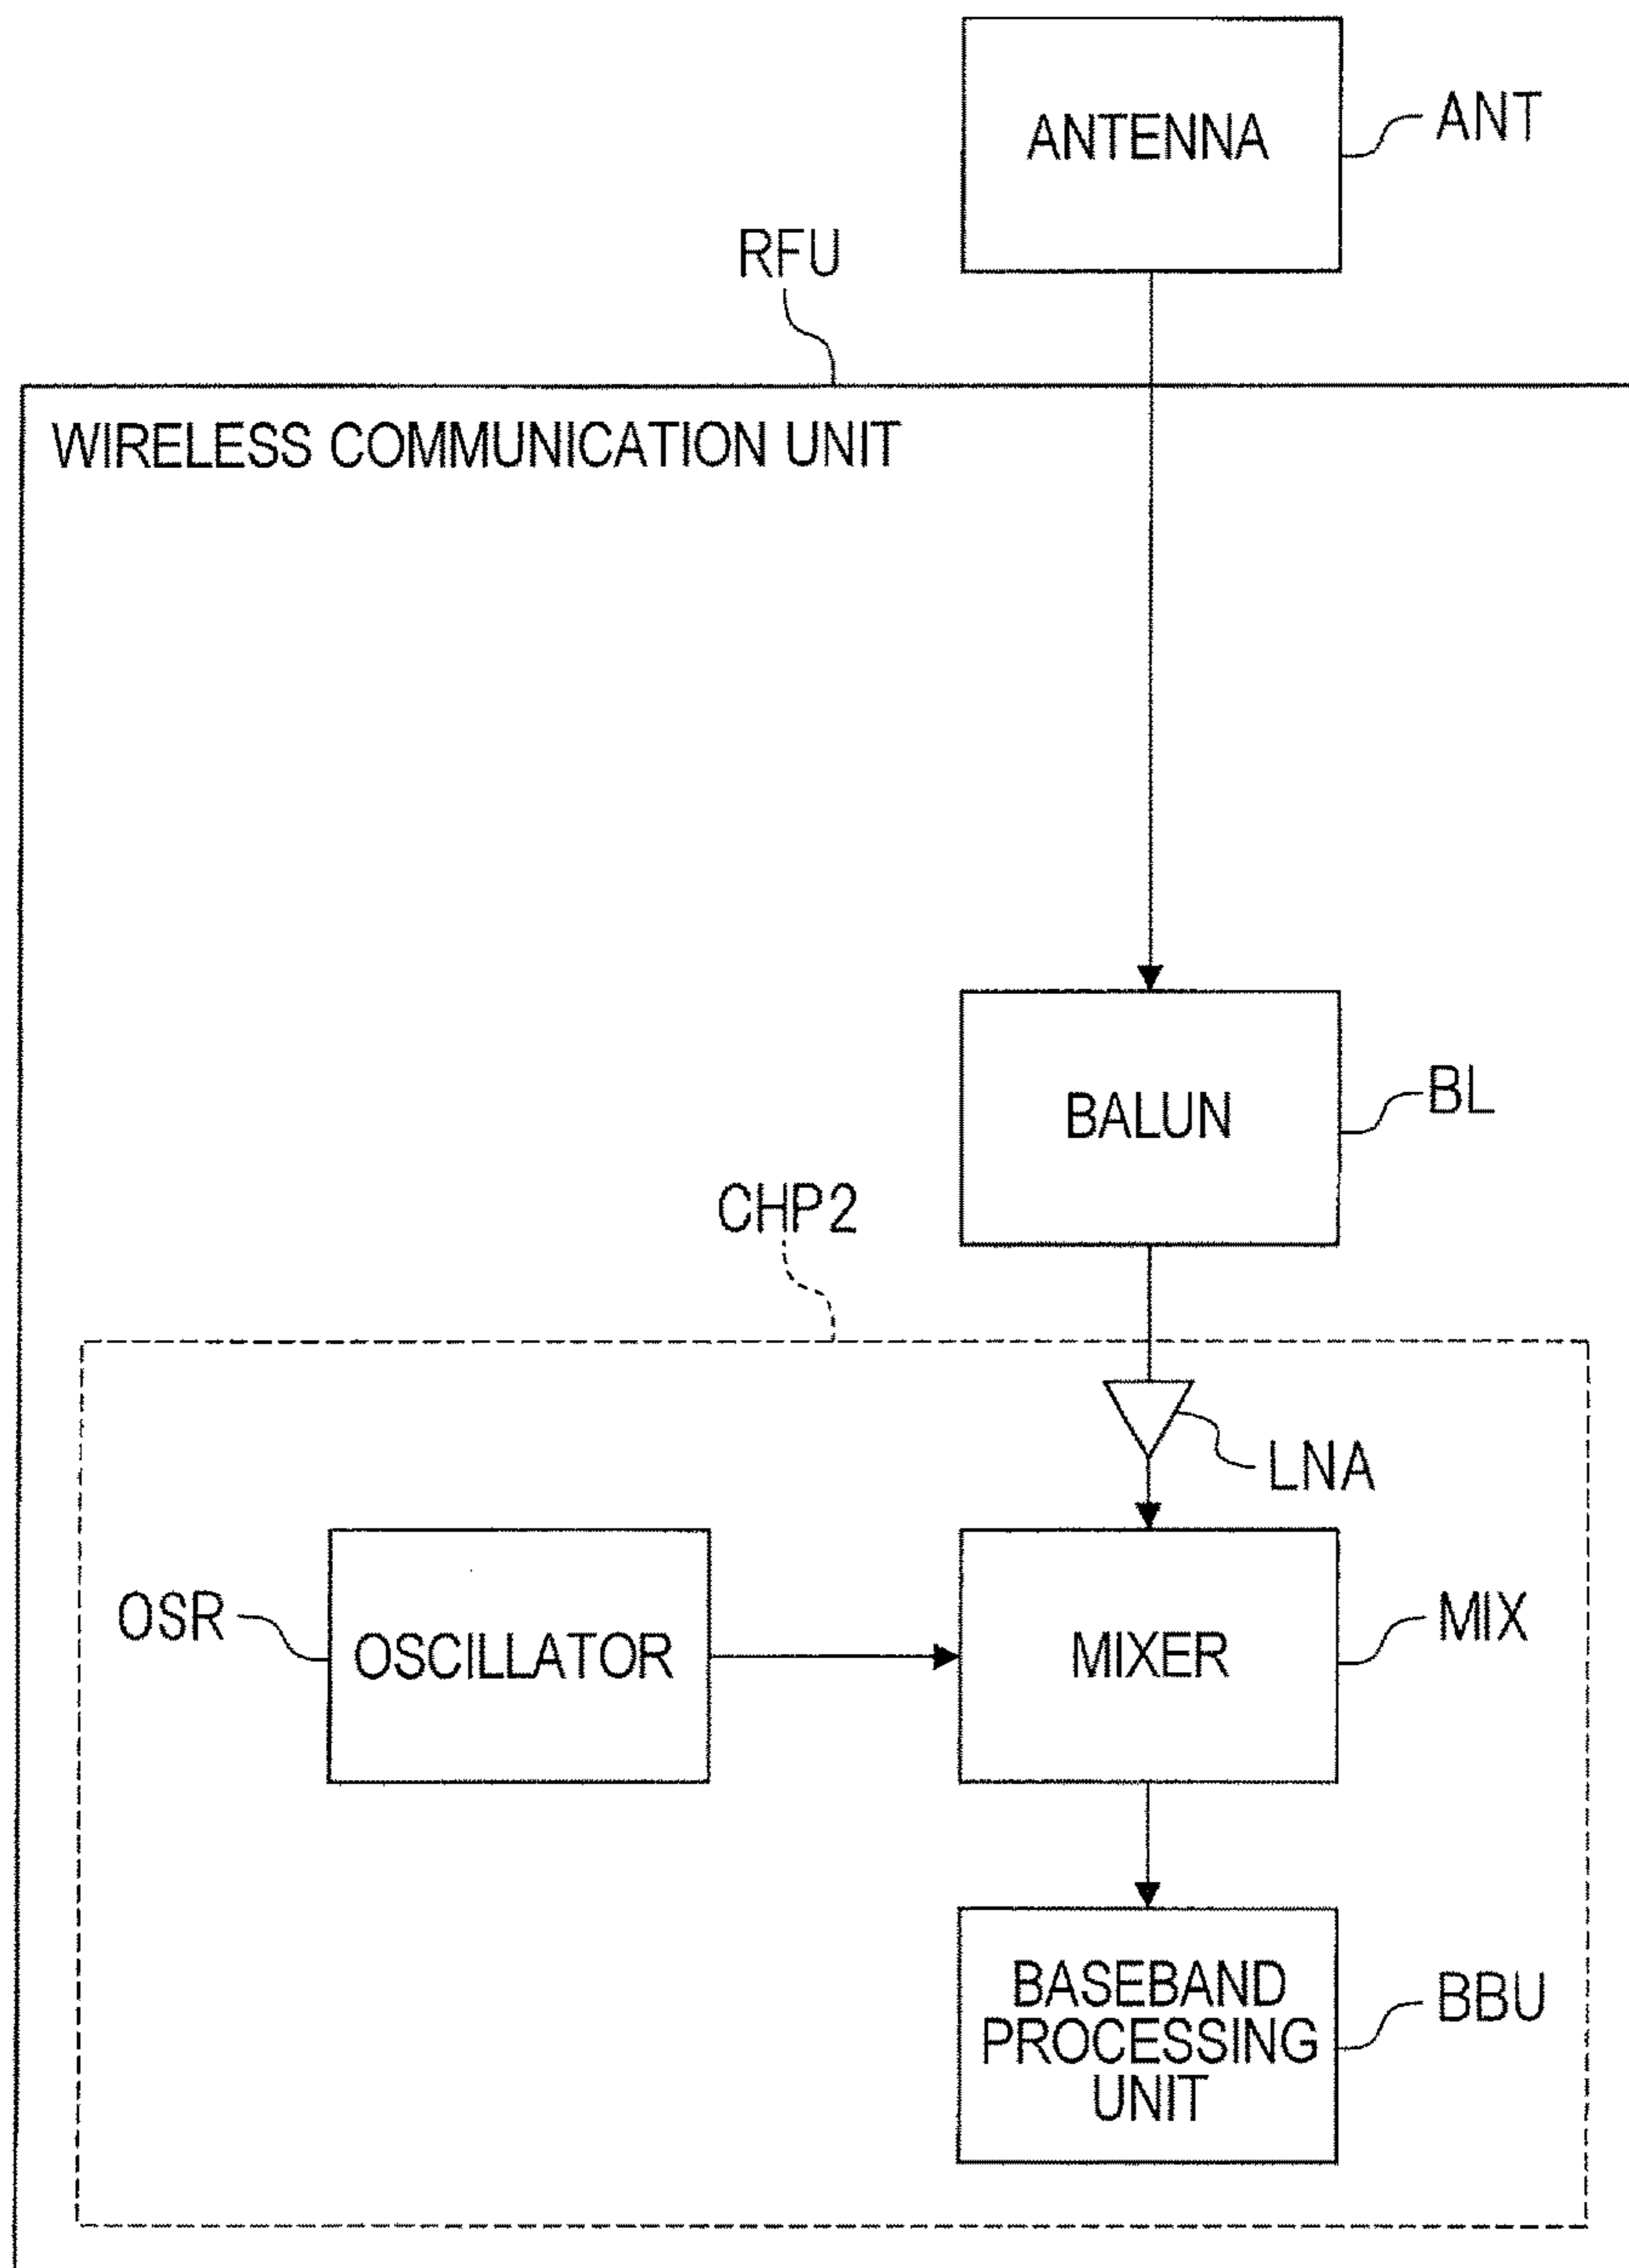 ANTENNA
ANT
RFU
WIRELESS COMMUNICATION UNIT
BALUN
BL
CHP2
LNA
OSR
OSCILLATOR
MIXER
MIX
BASEBAND
PROCESSING
UNIT
BBU